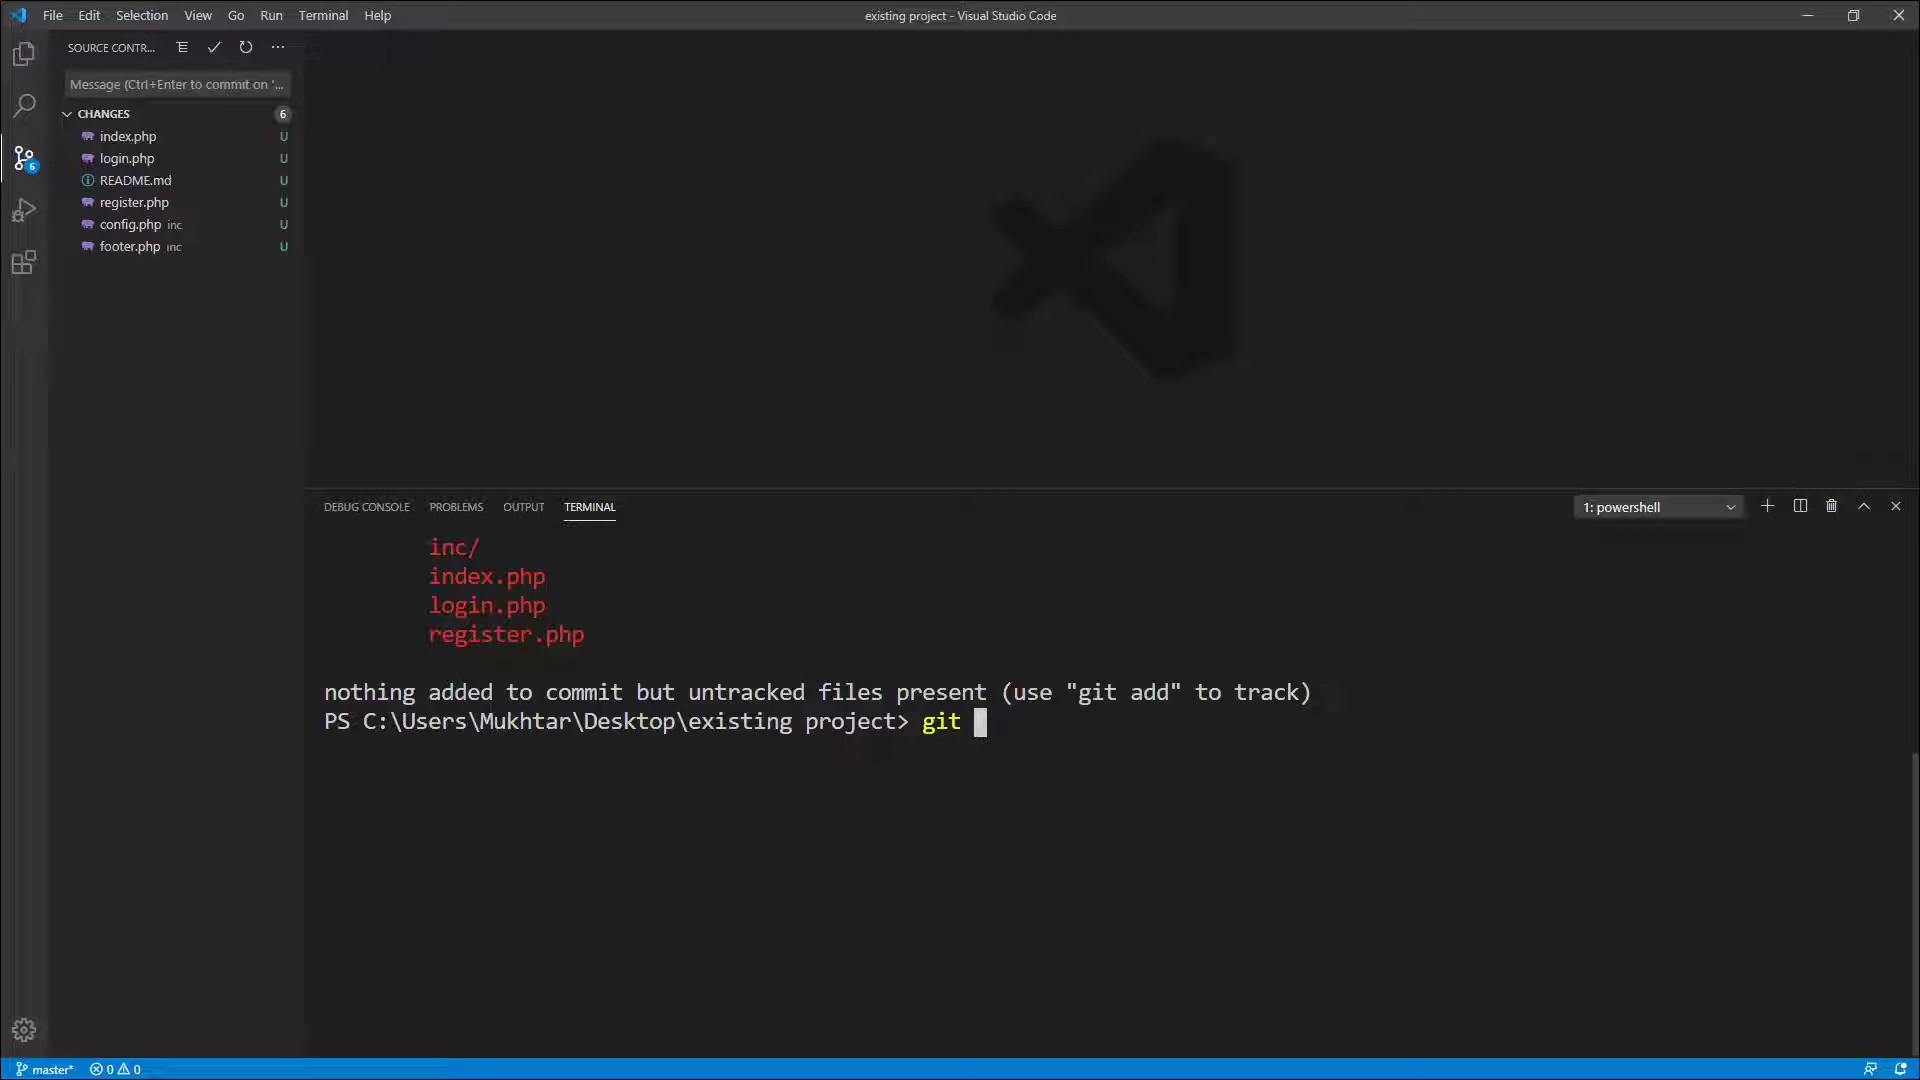 File Edit Selection View Go Run Terminal Help
existing project - Visual Studio Code
SOURCE CONTR...
Message (Ctrl+Enter to commit on '...
CHANGES 6
index.php U
login.php U
README.md U
register.php U
config.php inc U
footer.php inc U
6
DEBUG CONSOLE PROBLEMS OUTPUT TERMINAL
1: powershell
inc/
index.php
login.php
register.php
nothing added to commit but untracked files present (use "git add" to track)
PS C:\Users\Mukhtar\Desktop\existing project> git
master* 0 0